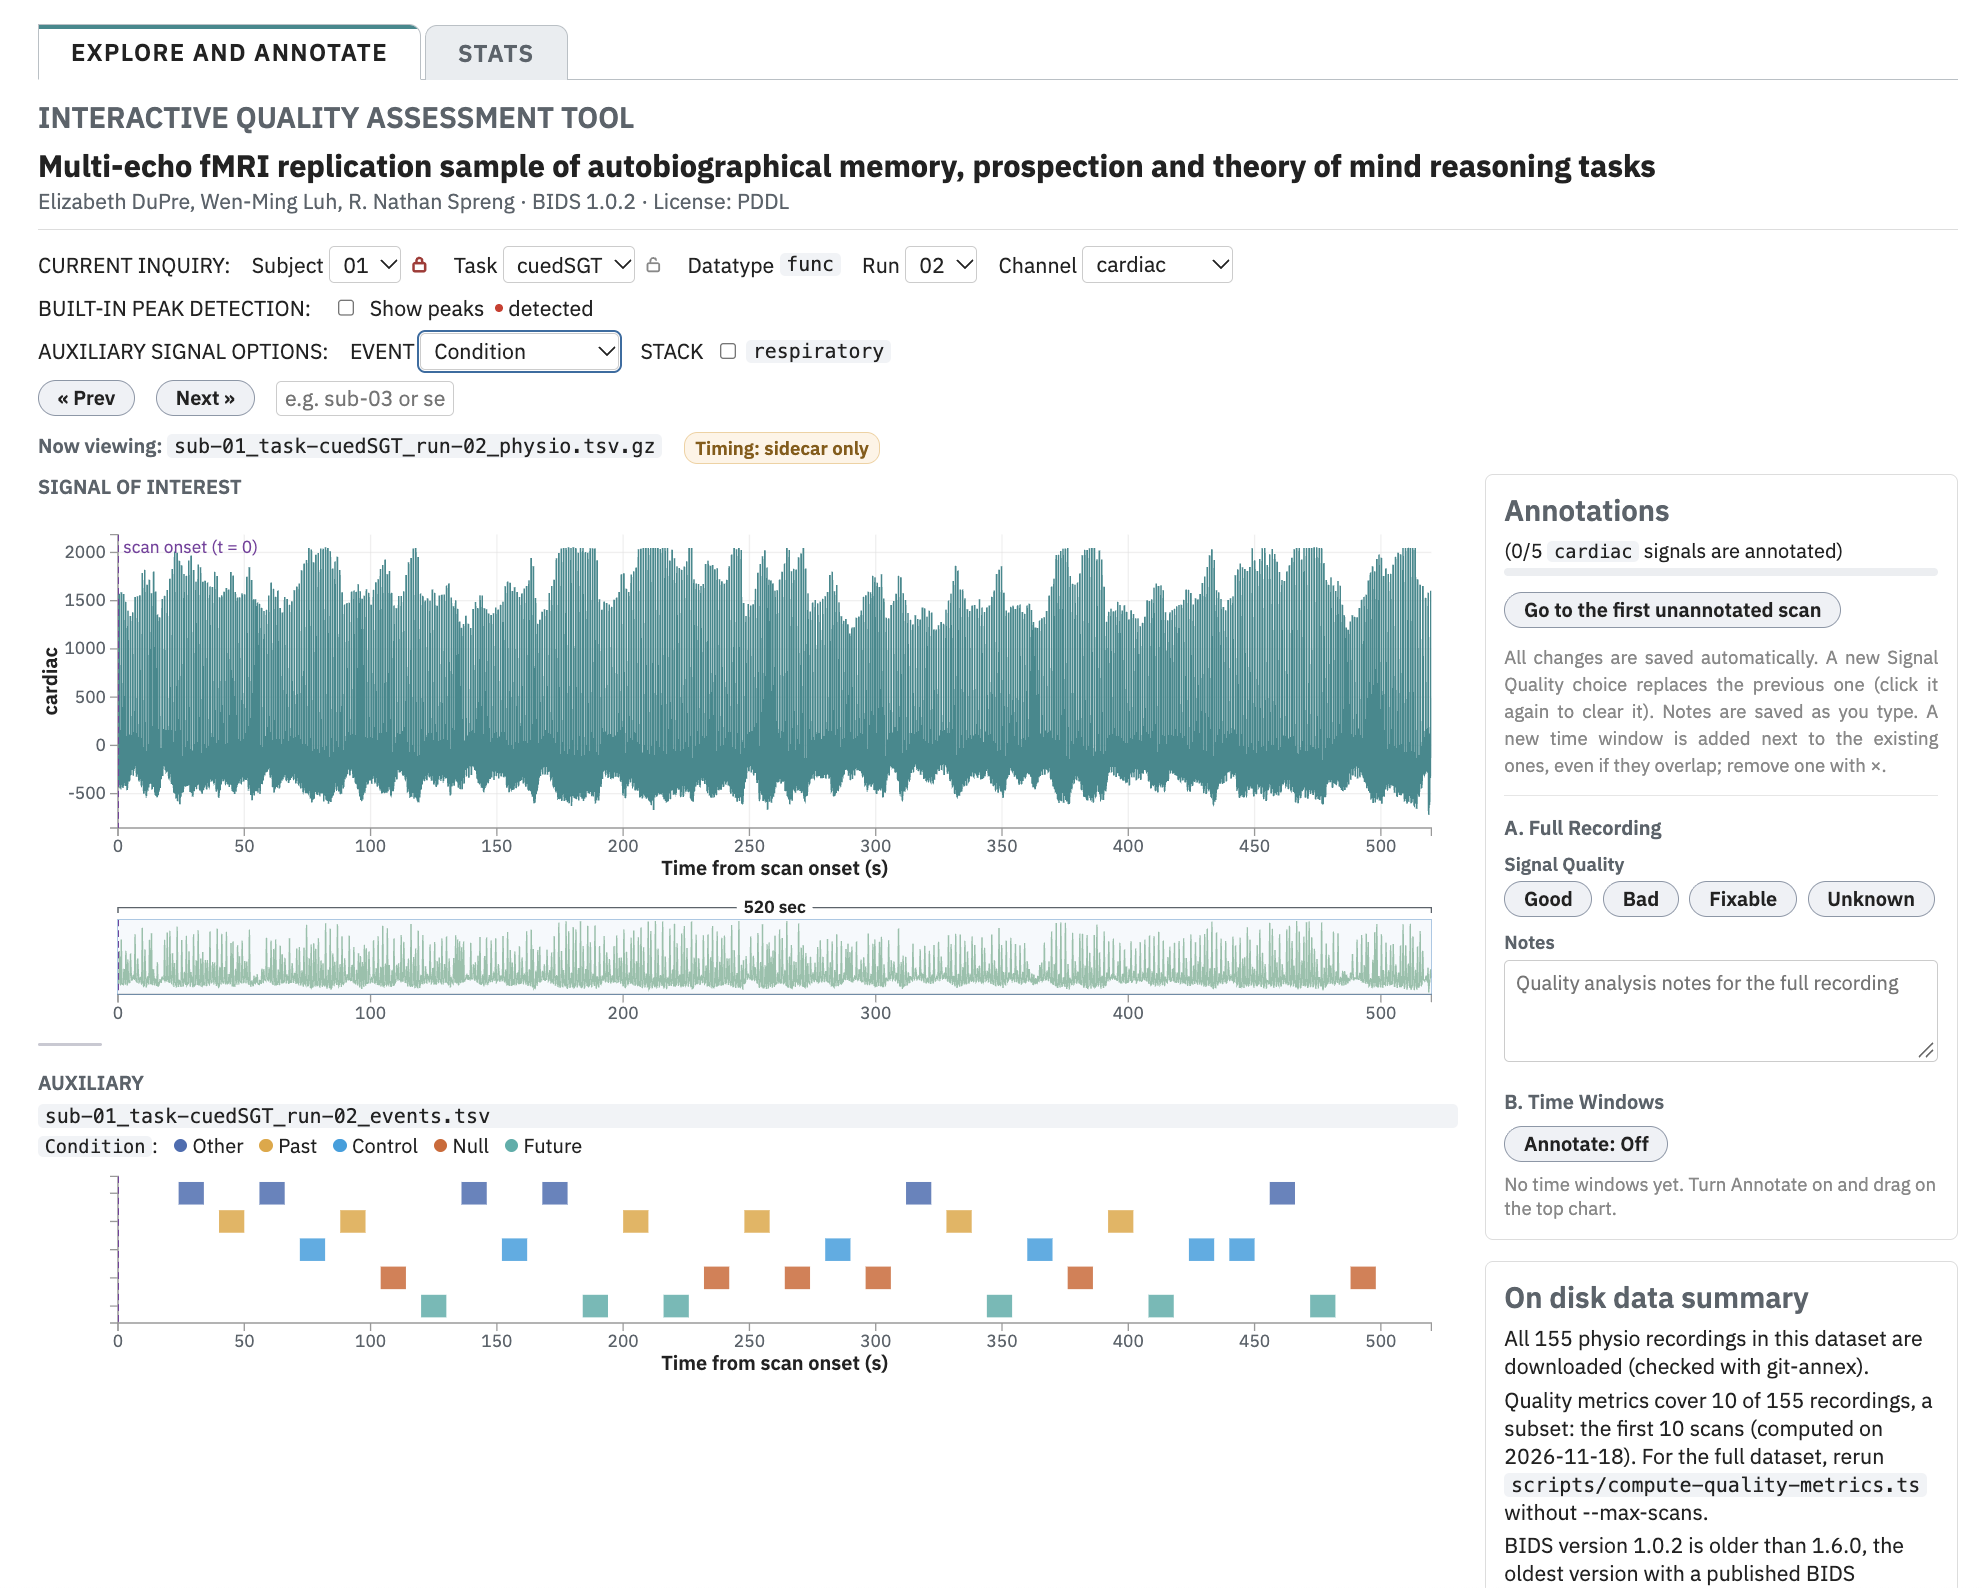 EXPLORE AND ANNOTATE
STATS
INTERACTIVE QUALITY ASSESSMENT TOOL
Multi-echo fMRI replication sample of autobiographical memory, prospection and theory of mind reasoning tasks
Elizabeth DuPre, Wen-Ming Luh, R. Nathan Spreng · BIDS 1.0.2 · License: PDDL
CURRENT INQUIRY: Subject 01 Task cuedSGT Datatype func Run 02 Channel cardiac
BUILT-IN PEAK DETECTION: Show peaks • detected
AUXILIARY SIGNAL OPTIONS: EVENT Condition STACK respiratory
« Prev Next » e.g. sub-03 or se
Now viewing: sub-01_task-cuedSGT_run-02_physio.tsv.gz Timing: sidecar only
SIGNAL OF INTEREST
scan onset (t = 0)
2000
1500
1000
500
0
-500
cardiac
0 50 100 150 200 250 300 350 400 450 500
Time from scan onset (s)
520 sec
0 100 200 300 400 500
AUXILIARY
sub-01_task-cuedSGT_run-02_events.tsv
Condition: Other Past Control Null Future
0 50 100 150 200 250 300 350 400 450 500
Time from scan onset (s)
Annotations
(0/5 cardiac signals are annotated)
Go to the first unannotated scan
All changes are saved automatically. A new Signal
Quality choice replaces the previous one (click it
again to clear it). Notes are saved as you type. A
new time window is added next to the existing
ones, even if they overlap; remove one with ×.
A. Full Recording
Signal Quality
Good Bad Fixable Unknown
Notes
Quality analysis notes for the full recording
B. Time Windows
Annotate: Off
No time windows yet. Turn Annotate on and drag on
the top chart.
On disk data summary
All 155 physio recordings in this dataset are
downloaded (checked with git-annex).
Quality metrics cover 10 of 155 recordings, a
subset: the first 10 scans (computed on
2026-11-18). For the full dataset, rerun
scripts/compute-quality-metrics.ts
without --max-scans.
BIDS version 1.0.2 is older than 1.6.0, the
oldest version with a published BIDS